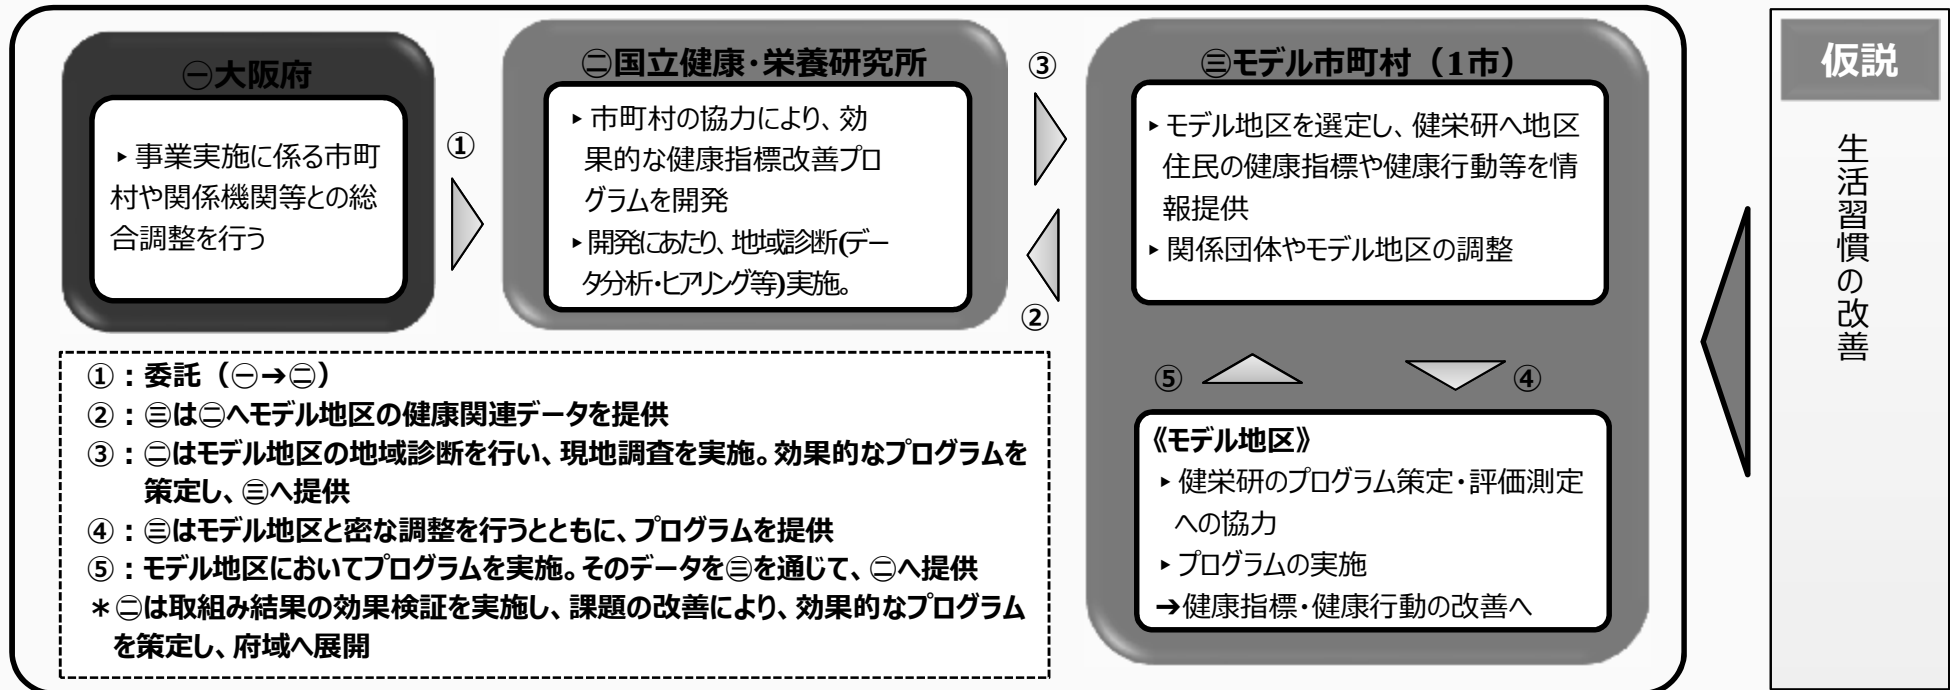 ㊀大阪府
▸ 事業実施に係る市町
村や関係機関等との総
合調整を行う
①
㊁国立健康・栄養研究所
▸ 市町村の協力により、効
果的な健康指標改善プロ
グラムを開発
▸ 開発にあたり、地域診断(デー
タ分析・ヒアリング等)実施。
③
②
㊂モデル市町村（1市）
▸ モデル地区を選定し、健栄研へ地区
住民の健康指標や健康行動等を情
報提供
▸ 関係団体やモデル地区の調整
⑤
④
《モデル地区》
▸ 健栄研のプログラム策定・評価測定
への協力
▸ プログラムの実施
➔健康指標・健康行動の改善へ
①：委託（㊀➔㊁）
②：㊂は㊁へモデル地区の健康関連データを提供
③：㊁はモデル地区の地域診断を行い、現地調査を実施。効果的なプログラムを
策定し、㊂へ提供
④：㊂はモデル地区と密な調整を行うとともに、プログラムを提供
⑤：モデル地区においてプログラムを実施。そのデータを㊂を通じて、㊁へ提供
＊㊁は取組み結果の効果検証を実施し、課題の改善により、効果的なプログラム
を策定し、府域へ展開
仮説
生活習慣の改善